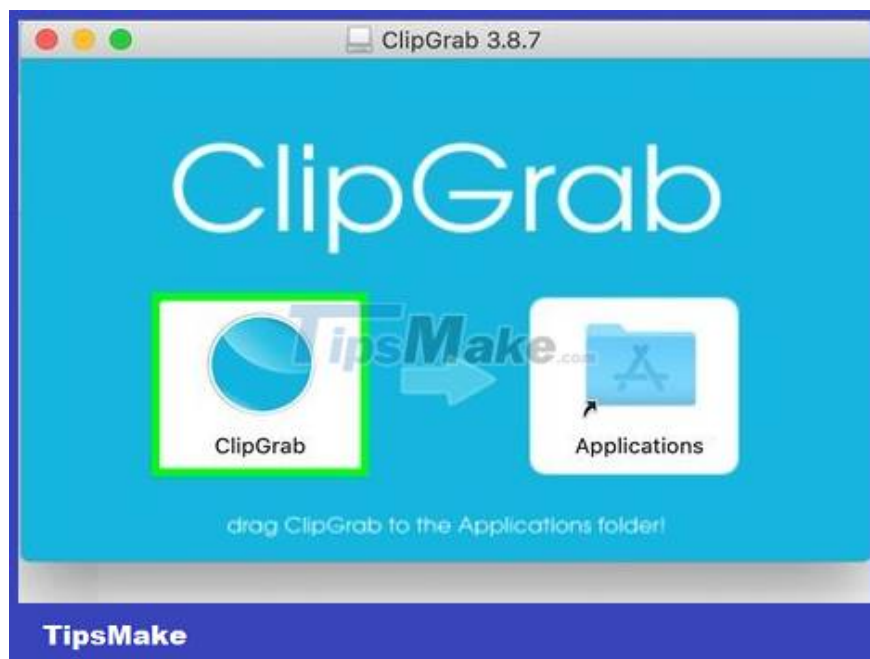 ClipGrab 3.8.7
ClipGrab
TipsMake.com
ClipGrab
Applications
drag ClipGrab to the Applications folder!
TipsMake